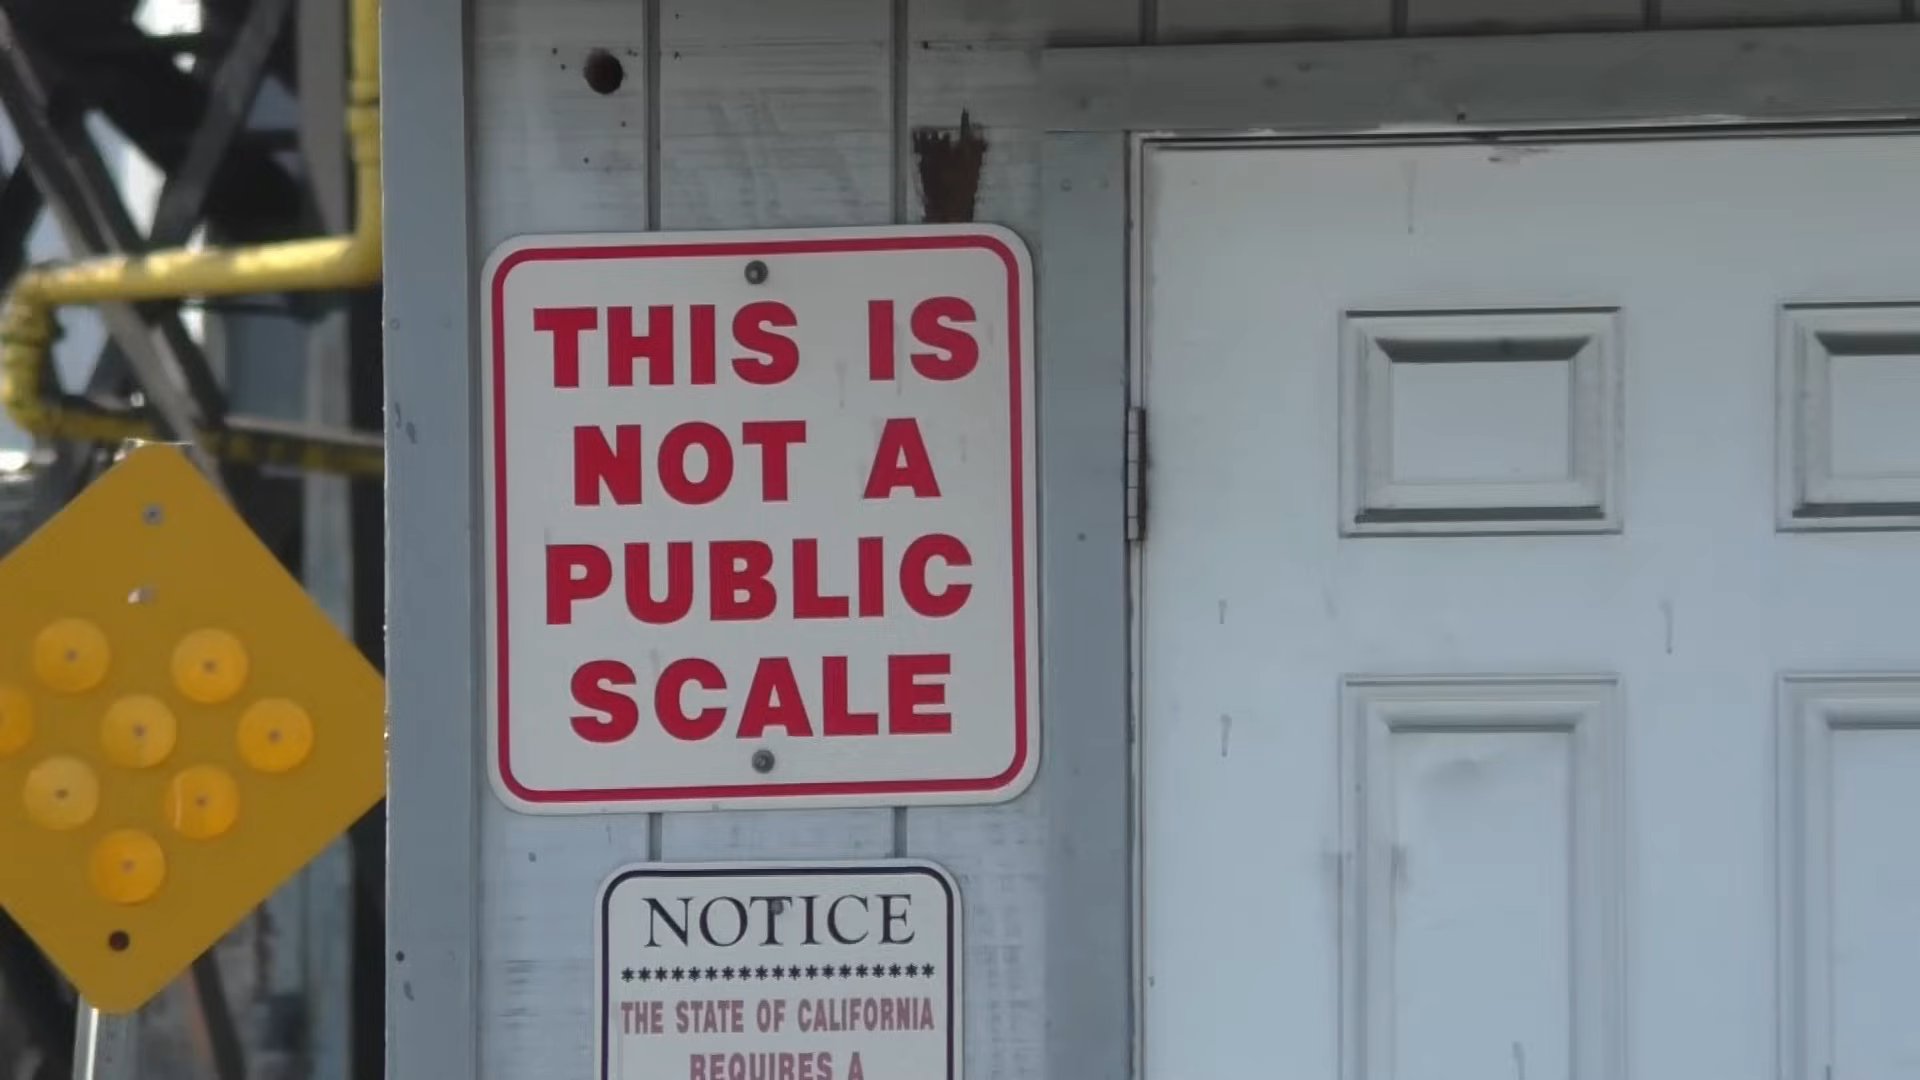 THIS IS
NOT A
PUBLIC
SCALE
NOTICE
******************
THE STATE OF CALIFORNIA
REQUIRES A